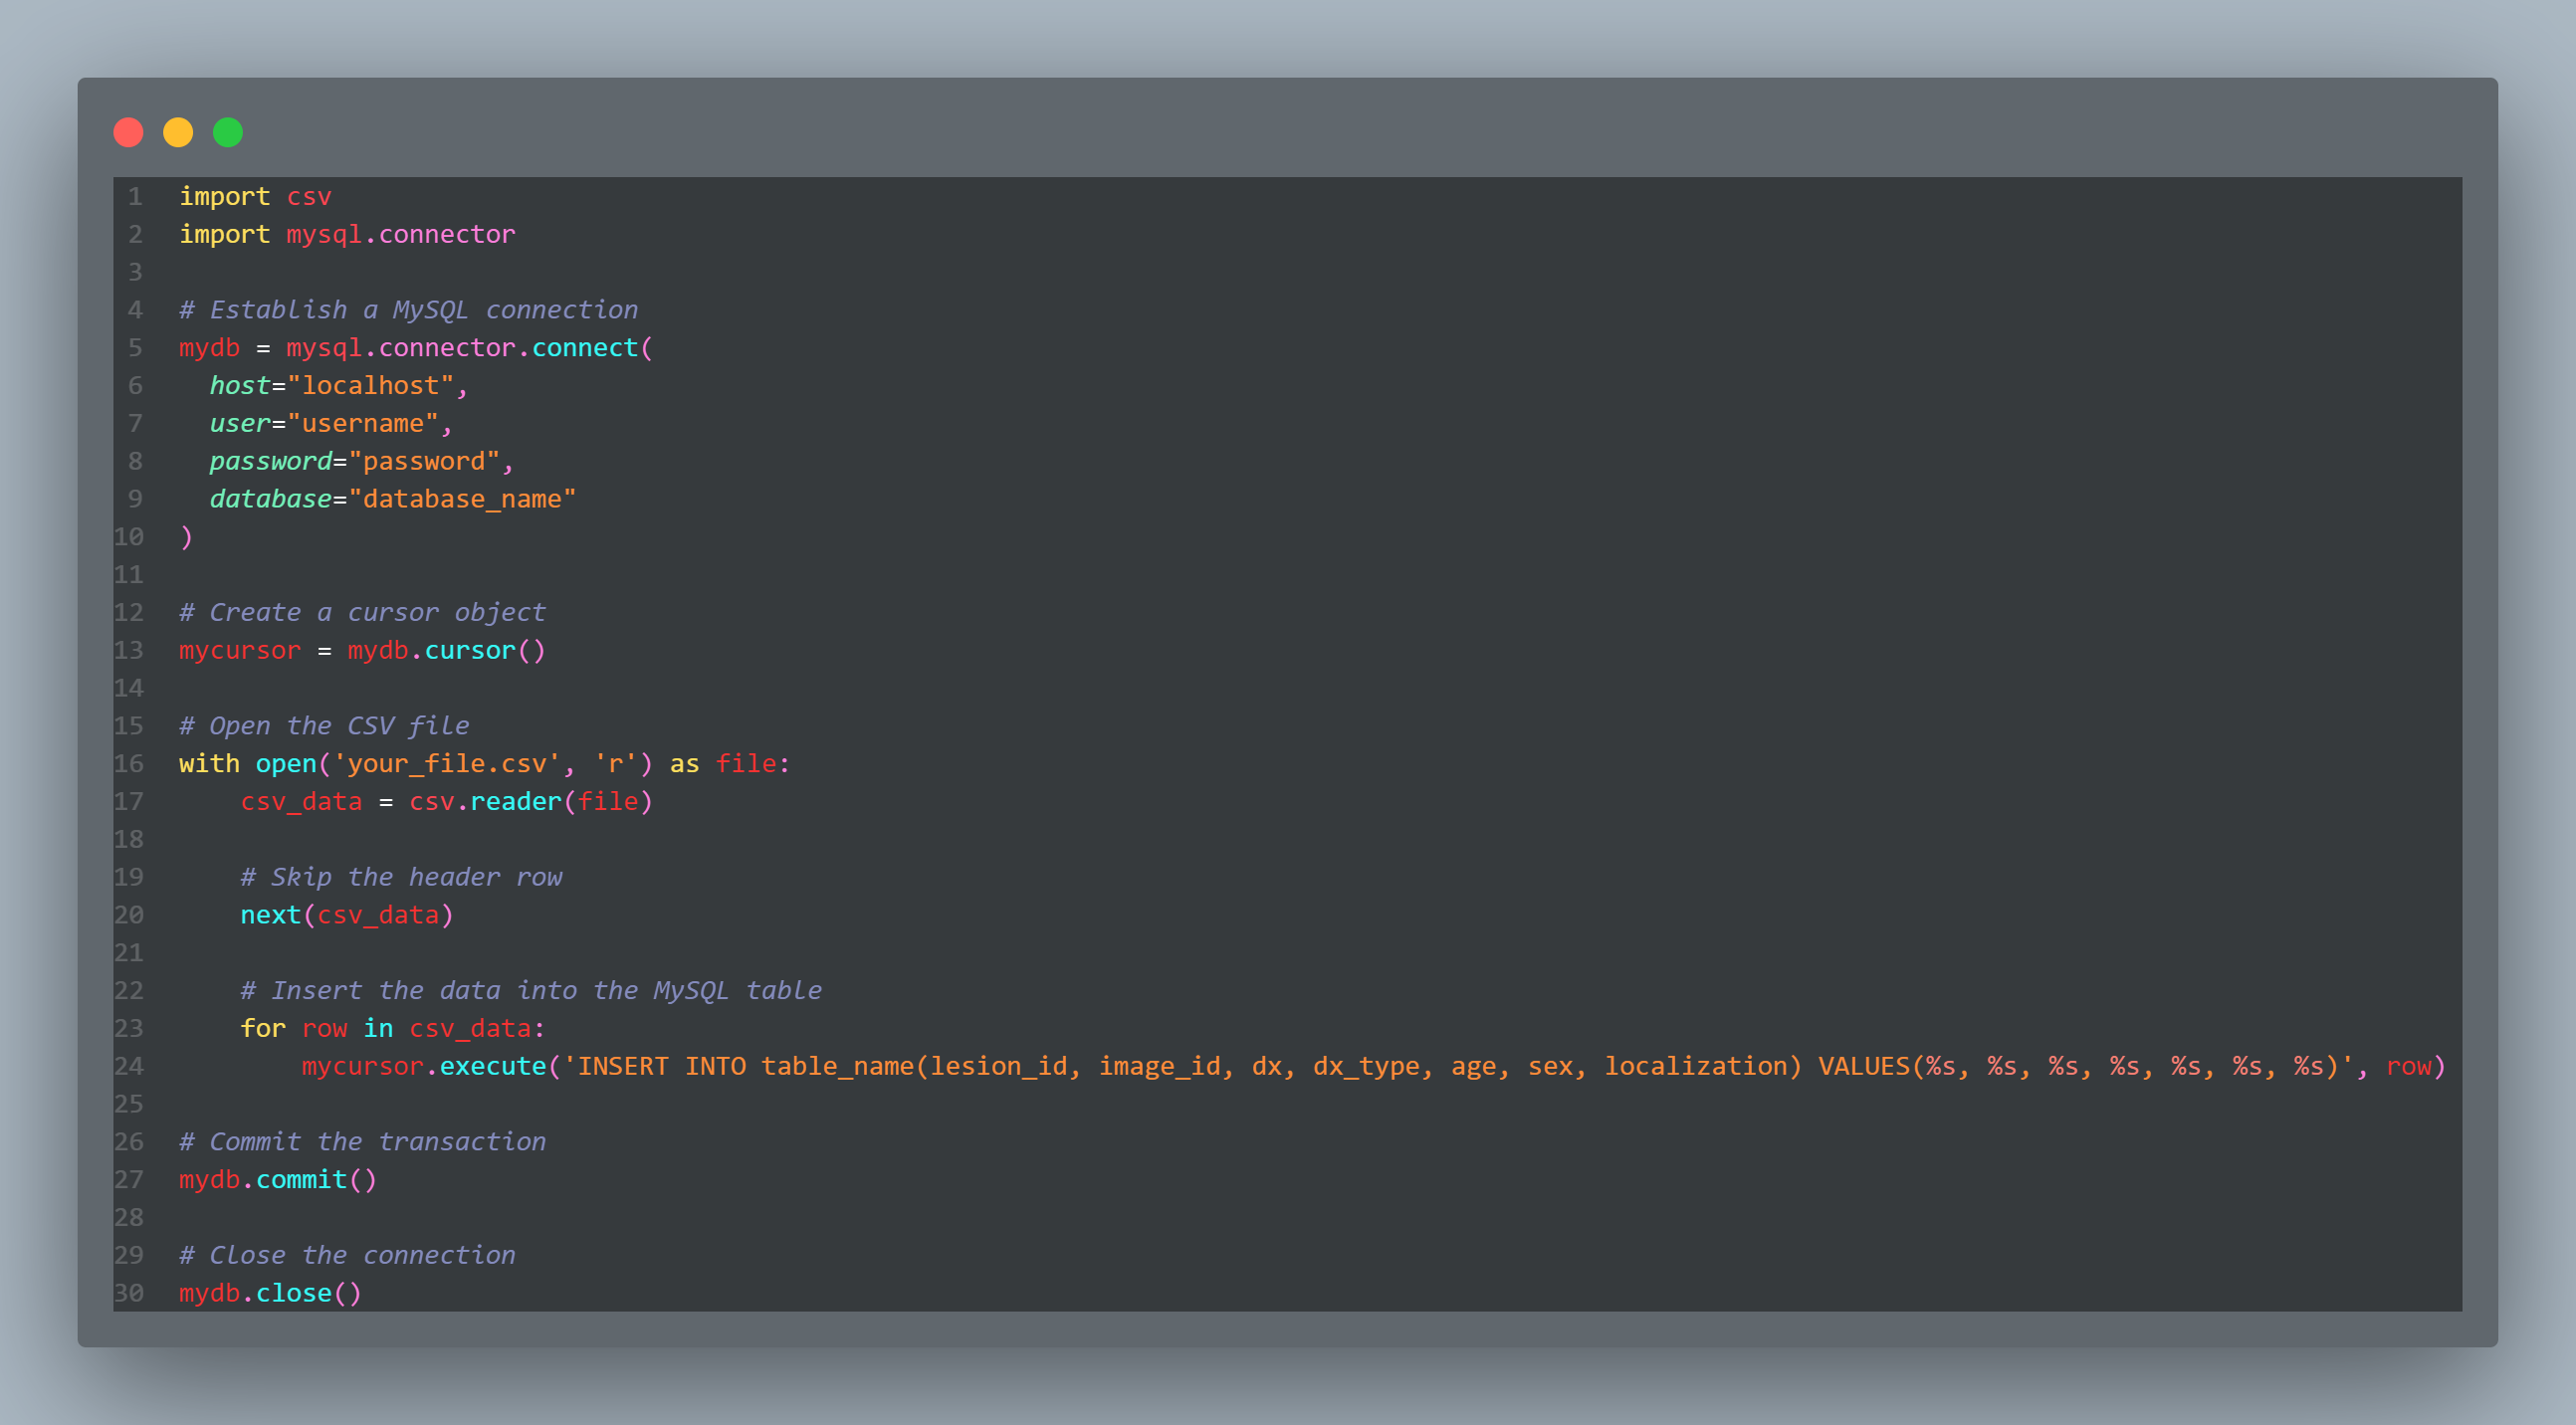 1 import csv
2 import mysql.connector
3
4 # Establish a MySQL connection
5 mydb = mysql.connector.connect(
6   host="localhost",
7   user="username",
8   password="password",
9   database="database_name"
10 )
11
12 # Create a cursor object
13 mycursor = mydb.cursor()
14
15 # Open the CSV file
16 with open('your_file.csv', 'r') as file:
17     csv_data = csv.reader(file)
18
19     # Skip the header row
20     next(csv_data)
21
22     # Insert the data into the MySQL table
23     for row in csv_data:
24         mycursor.execute('INSERT INTO table_name(lesion_id, image_id, dx, dx_type, age, sex, localization) VALUES(%s, %s, %s, %s, %s, %s, %s)', row)
25
26 # Commit the transaction
27 mydb.commit()
28
29 # Close the connection
30 mydb.close()